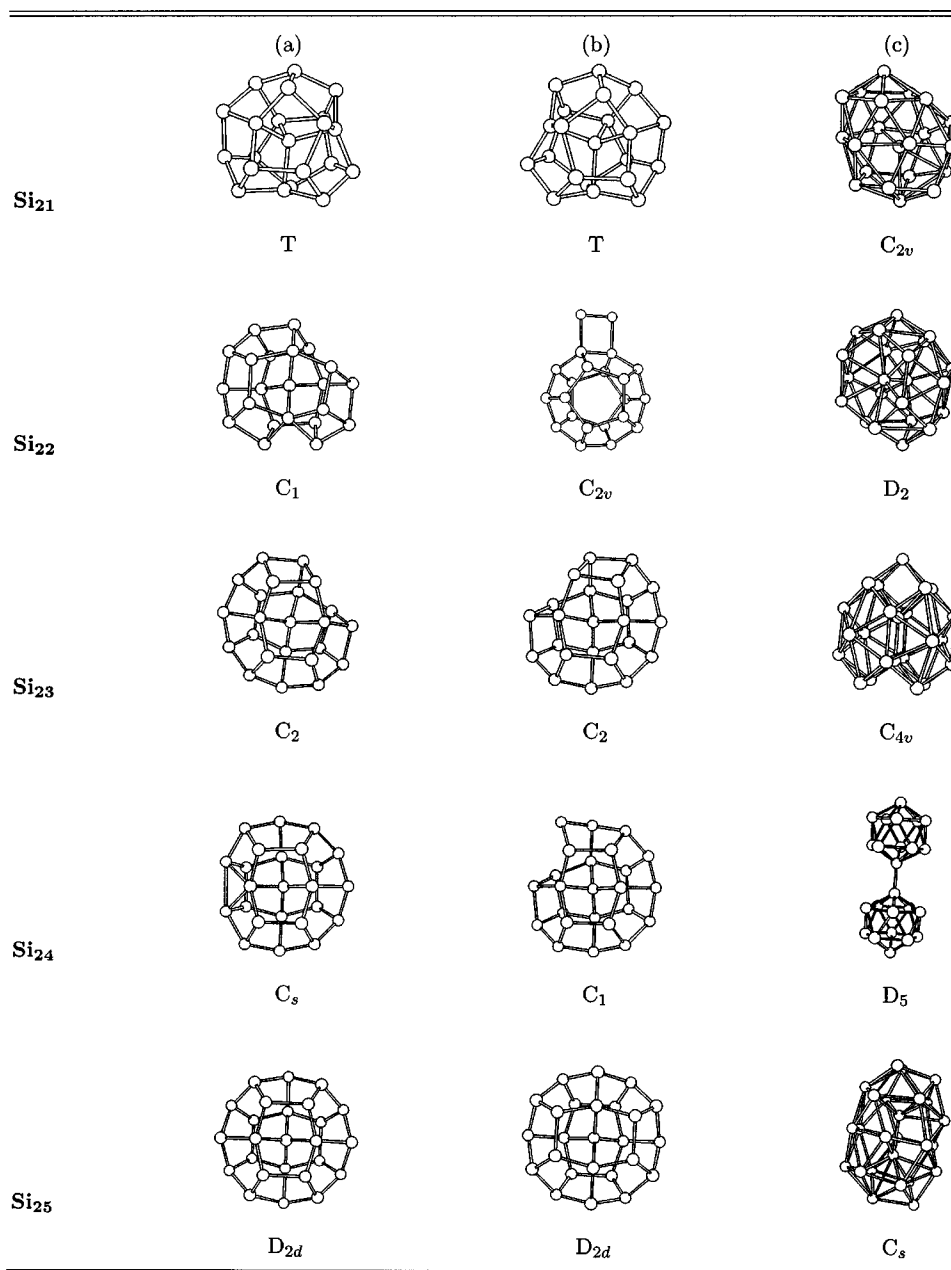 (a) (b) (c)
Si21
T T C2v
Si22
C1 C2v D2
Si23
C2 C2 C4v
Si24
Cs C1 D5
Si25
D2d D2d Cs